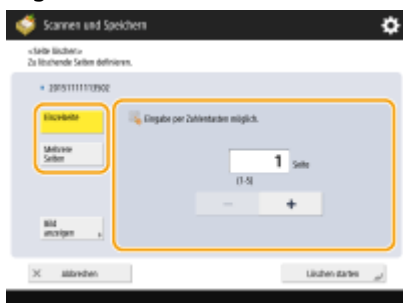 Scannen und Speichern
<Seite löschen>
Zu löschende Seiten definieren.
20151111113502
Einzelseite
Eingabe per Zahlentasten möglich.
Mehrere
Seiten
1 Seite
(1-5)
− +
Bild
anzeigen
× Abbrechen
Löschen starten